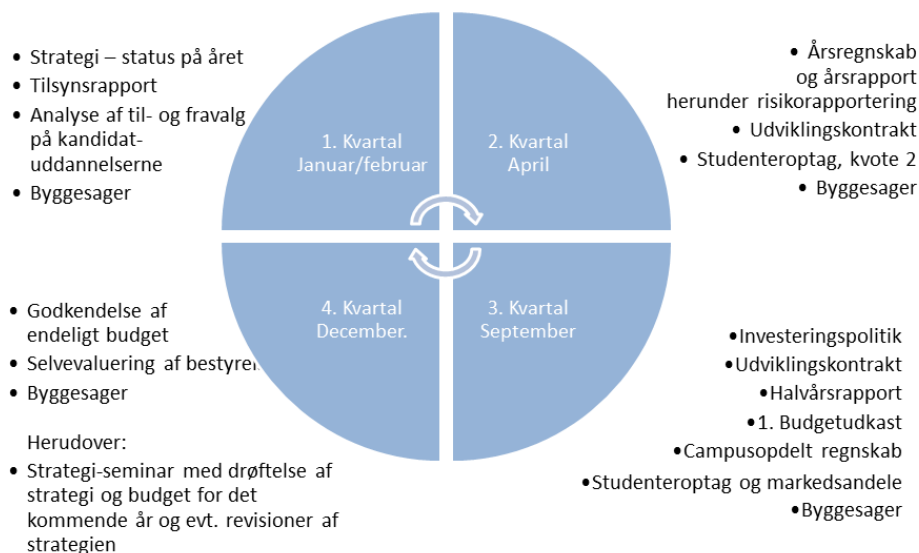 • Strategi – status på året
• Tilsynsrapport
• Analyse af til- og fravalg
på kandidat-
uddannelserne
• Byggesager
1. Kvartal
Januar/februar
2. Kvartal
April
• Årsregnskab
og årsrapport
herunder risikorapportering
• Udviklingskontrakt
• Studenteroptag, kvote 2
• Byggesager
• Godkendelse af
endeligt budget
• Selvevaluering af
• Byggesager
Herudover:
• Strategi-seminar med drøftelse af
strategi og budget for det
kommende år og evt. revisioner af
strategien
4. Kvartal
December.
3. Kvartal
September
•Investeringspolitik
•Udviklingskontrakt
•Halvårsrapport
•1. Budgetudkast
•Campusopdelt regnskab
•Studenteroptag og markedsandele
•Byggesager